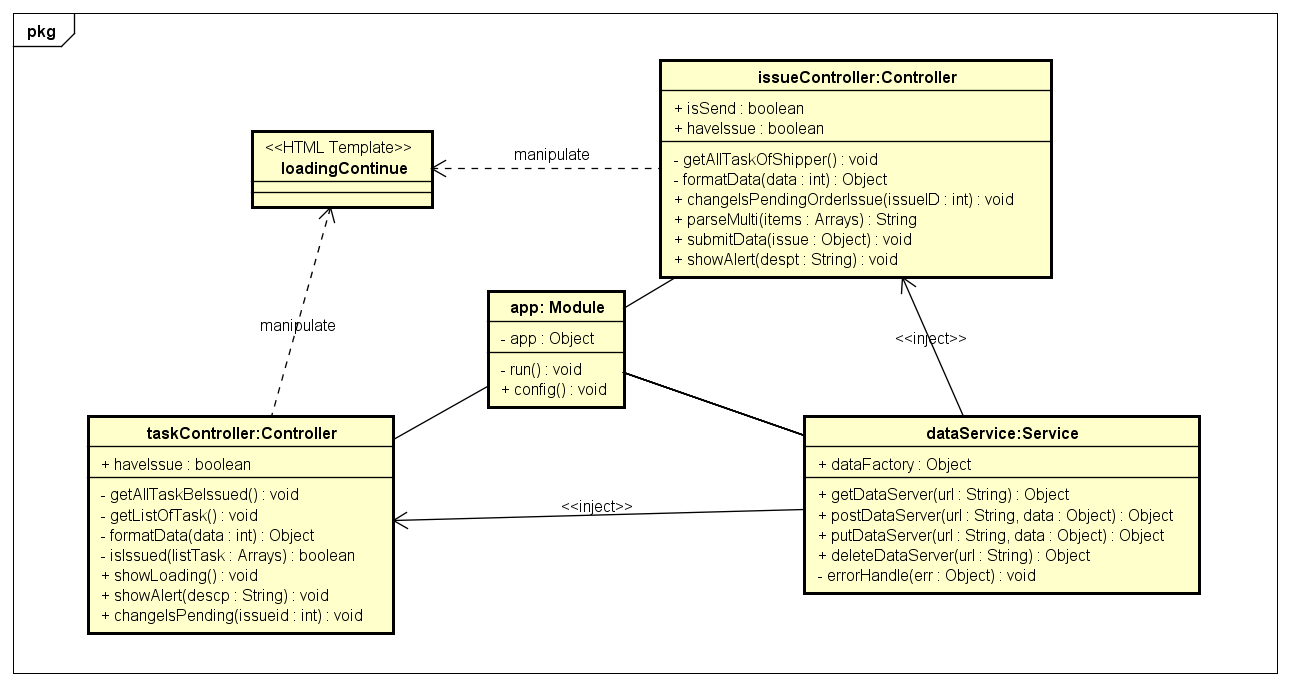 pkg
issueController:Controller
+ isSend : boolean
+ haveIssue : boolean
- getAllTaskOfShipper() : void
- formatData(data : int) : Object
+ changeIsPendingOrderIssue(issueID : int) : void
+ parseMulti(items : Arrays) : String
+ submitData(issue : Object) : void
+ showAlert(despt : String) : void
<<HTML Template>>
loadingContinue
manipulate
manipulate
app: Module
- app : Object
- run() : void
+ config() : void
<<inject>>
taskController:Controller
+ haveIssue : boolean
- getAllTaskBeIssued() : void
- getListOfTask() : void
- formatData(data : int) : Object
- isIssued(listTask : Arrays) : boolean
+ showLoading() : void
+ showAlert(descp : String) : void
+ changeIsPending(issueid : int) : void
<<inject>>
dataService:Service
+ dataFactory : Object
+ getDataServer(url : String) : Object
+ postDataServer(url : String, data : Object) : Object
+ putDataServer(url : String, data : Object) : Object
+ deleteDataServer(url : String) : Object
- errorHandle(err : Object) : void